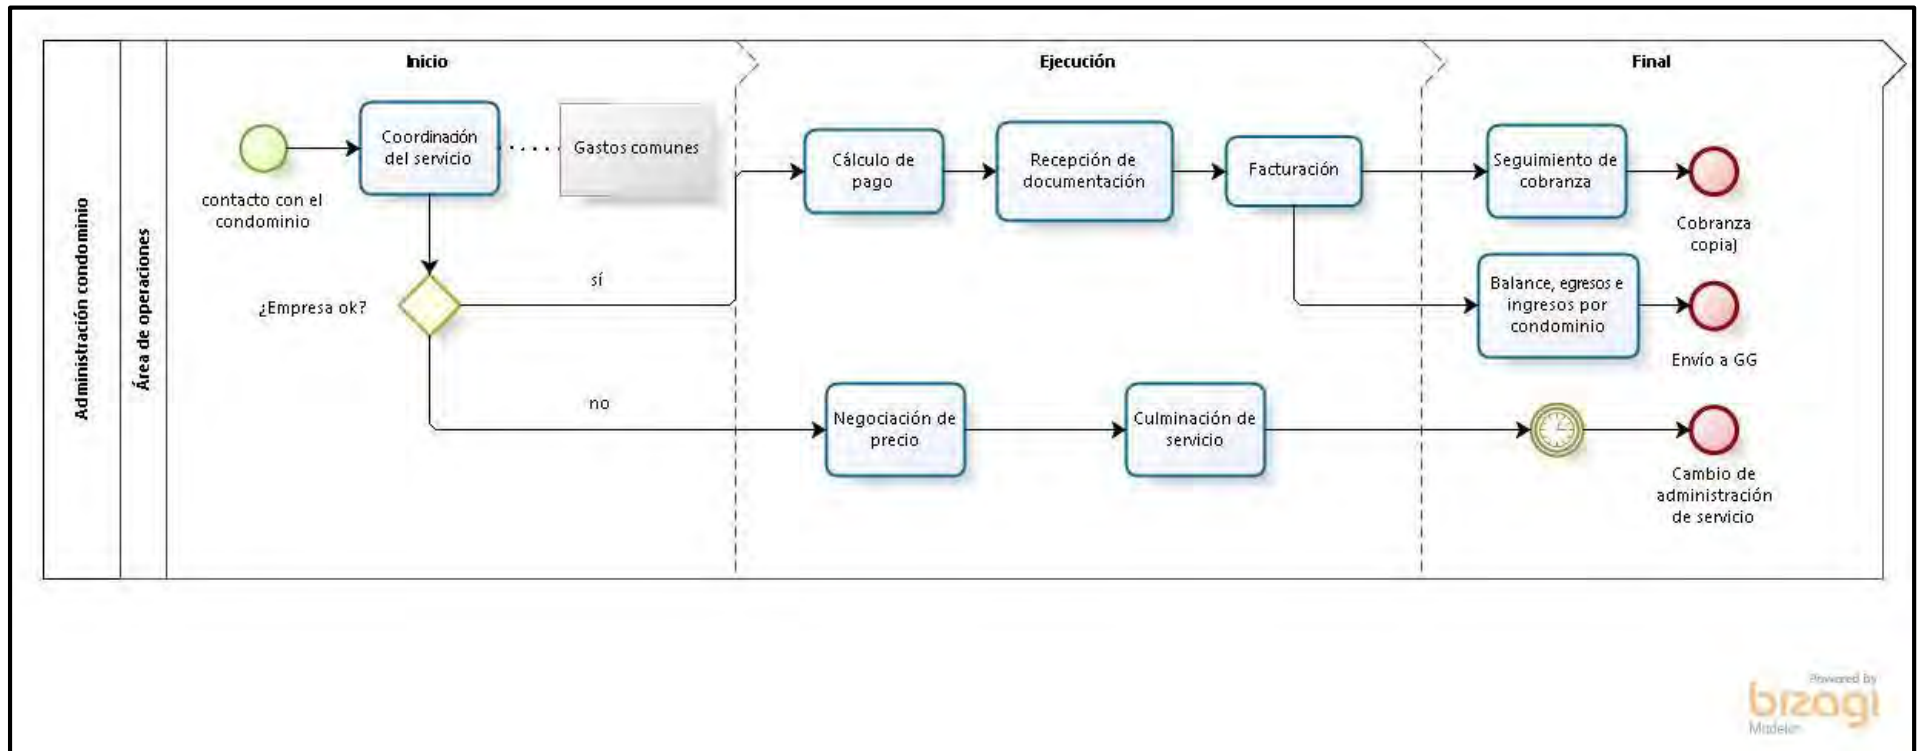 Inicio
Ejecución
Final
Administración condominio
Área de operaciones
contacto con el
condominio
Coordinación
del servicio
Gastos comunes
¿Empresa ok?
sí
no
Cálculo de
pago
Recepción de
documentación
Facturación
Negociación de
precio
Culminación de
servicio
Seguimiento de
cobranza
Cobranza
copia)
Balance, egresos e
ingresos por
condominio
Envío a GG
Cambio de
administración
de servicio
Powered by
bizagi
Modeler